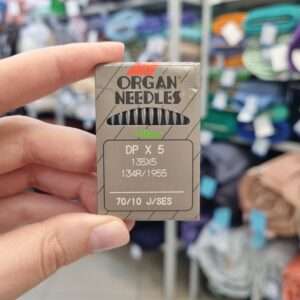 ORGAN
NEEDLES
DP X 5
135X5
134R/1955
70/10 J/SES